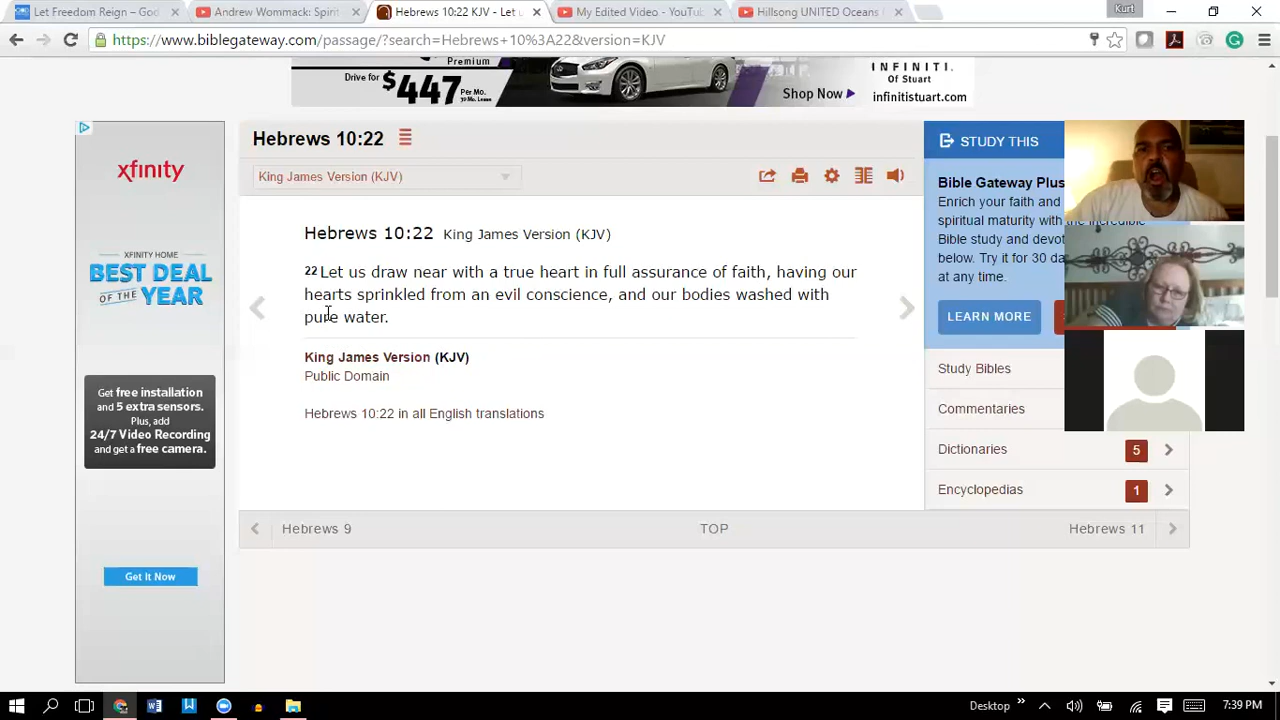 Let Freedom Reign – God
Andrew Wommack: Spirit
Hebrews 10:22 KJV - Let u
My Edited Video - YouTub
Hillsong UNITED Oceans (
Kurt
https://www.biblegateway.com/passage/?search=Hebrews+10%3A22&version=KJV
Premium
Drive for
$447
Per Mo.
INFINITI.
Of Stuart
Shop Now
infinitistuart.com
xfinity
XFINITY HOME
BEST DEAL
OF THE YEAR
Get free installation
and 5 extra sensors.
Plus, add
24/7 Video Recording
and get a free camera.
Get It Now
Hebrews 10:22
King James Version (KJV)
Hebrews 10:22 King James Version (KJV)
22 Let us draw near with a true heart in full assurance of faith, having our
hearts sprinkled from an evil conscience, and our bodies washed with
pure water.
King James Version (KJV)
Public Domain
Hebrews 10:22 in all English translations
STUDY THIS
Bible Gateway Plus
Enrich your faith and
spiritual maturity with the incredible
Bible study and devot
below. Try it for 30 da
at any time.
LEARN MORE
Study Bibles
Commentaries
Dictionaries 5
Encyclopedias 1
Hebrews 9
TOP
Hebrews 11
Desktop
7:39 PM